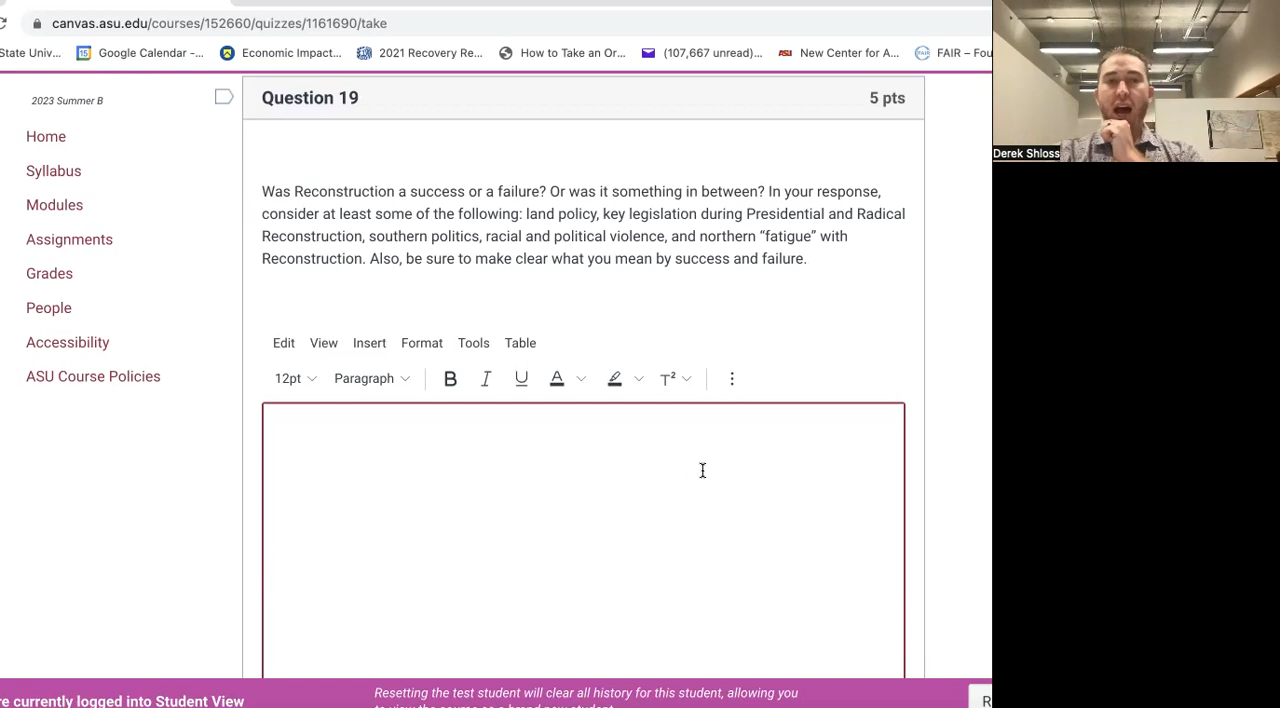 canvas.asu.edu/courses/152660/quizzes/1161690/take
State Univ... Google Calendar -... Economic Impact... 2021 Recovery Re... How to Take an Or... (107,667 unread)... ASU New Center for A... FAIR FAIR – Fou
2023 Summer B
Home
Syllabus
Modules
Assignments
Grades
People
Accessibility
ASU Course Policies
Question 19 5 pts
Was Reconstruction a success or a failure? Or was it something in between? In your response,
consider at least some of the following: land policy, key legislation during Presidential and Radical
Reconstruction, southern politics, racial and political violence, and northern “fatigue” with
Reconstruction. Also, be sure to make clear what you mean by success and failure.
Edit View Insert Format Tools Table
12pt Paragraph B I U A T²
re currently logged into Student View
Resetting the test student will clear all history for this student, allowing you
Derek Shloss